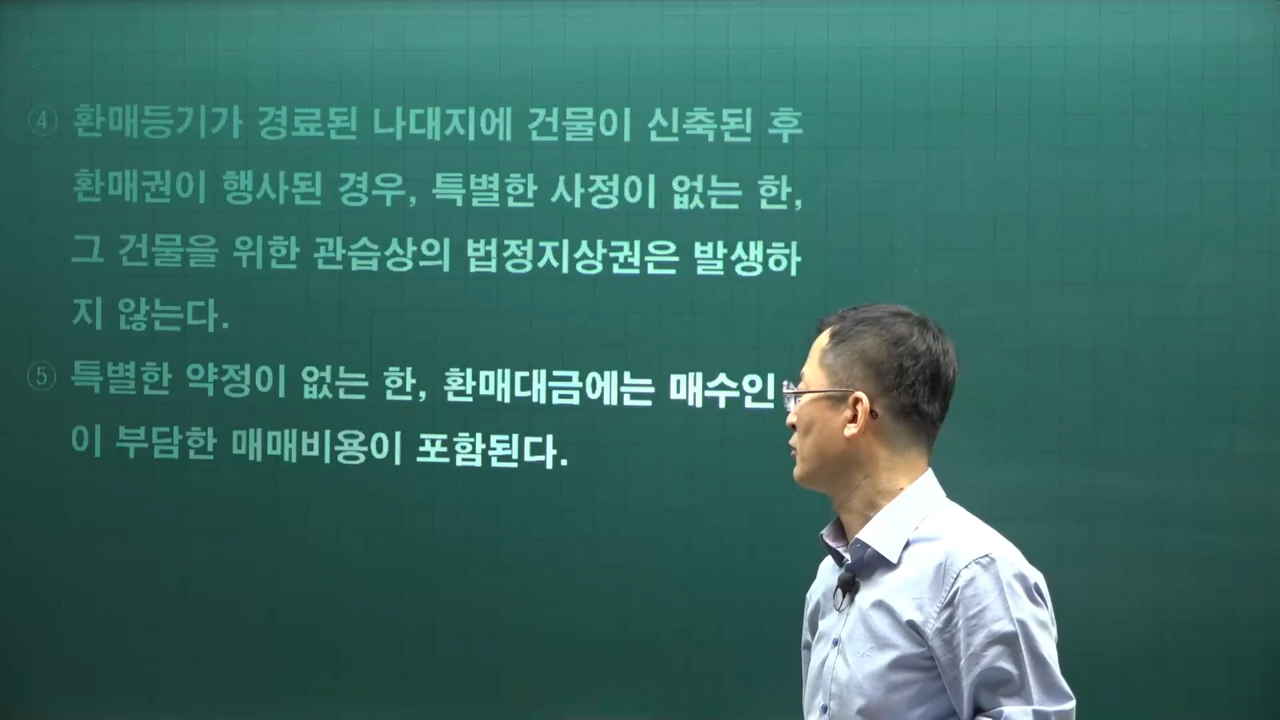 ④ 환매등기가 경료된 나대지에 건물이 신축된 후
환매권이 행사된 경우, 특별한 사정이 없는 한,
그 건물을 위한 관습상의 법정지상권은 발생하
지 않는다.
⑤ 특별한 약정이 없는 한, 환매대금에는 매수인
이 부담한 매매비용이 포함된다.